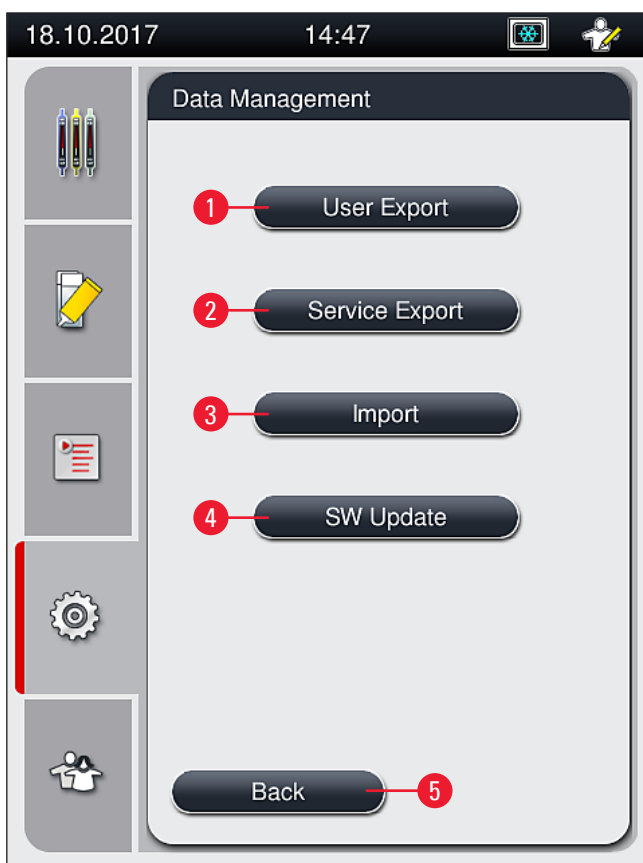 18.10.2017 14:47
Data Management
1 User Export
2 Service Export
3 Import
4 SW Update
Back 5